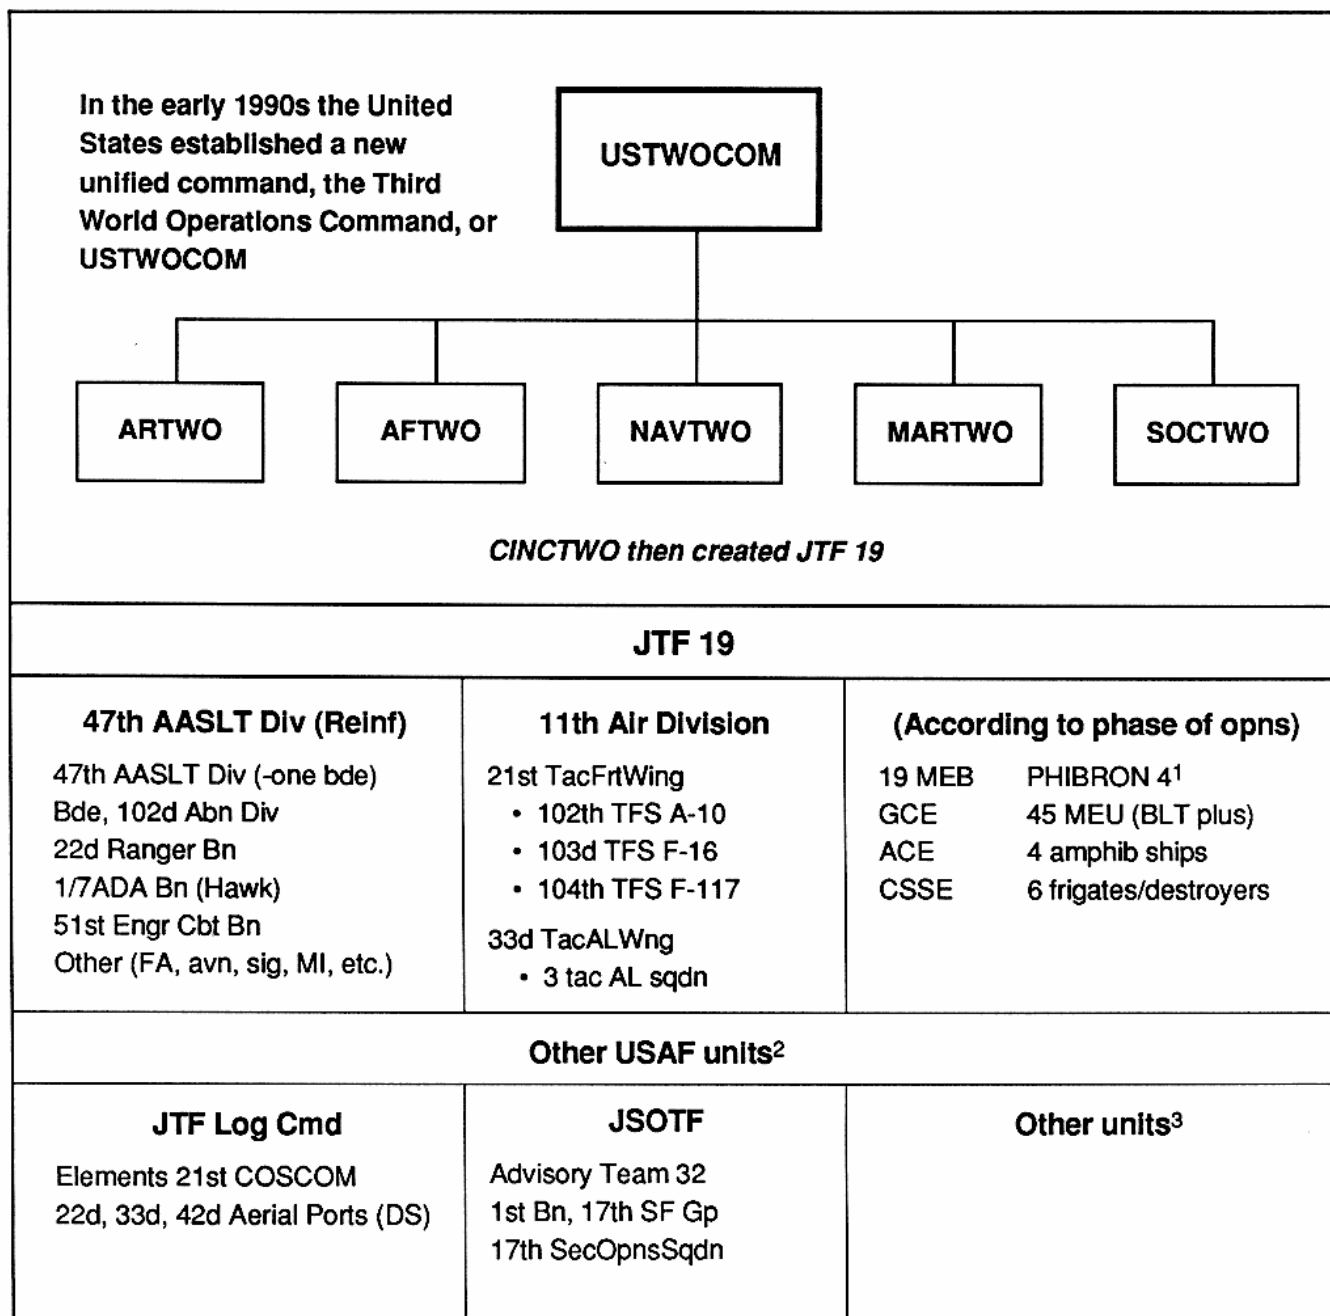 In the early 1990s the United
States established a new
unified command, the Third
World Operations Command, or
USTWOCOM
USTWOCOM
ARTWO
AFTWO
NAVTWO
MARTWO
SOCTWO
CINCTWO then created JTF 19
JTF 19
47th AASLT Div (Reinf)
47th AASLT Div (-one bde)
Bde, 102d Abn Div
22d Ranger Bn
1/7ADA Bn (Hawk)
51st Engr Cbt Bn
Other (FA, avn, sig, MI, etc.)
11th Air Division
21st TacFrtWing
• 102th TFS A-10
• 103d TFS F-16
• 104th TFS F-117
33d TacALWng
• 3 tac AL sqdn
(According to phase of opns)
19 MEB PHIBRON 4¹
GCE 45 MEU (BLT plus)
ACE 4 amphib ships
CSSE 6 frigates/destroyers
Other USAF units²
JTF Log Cmd
Elements 21st COSCOM
22d, 33d, 42d Aerial Ports (DS)
JSOTF
Advisory Team 32
1st Bn, 17th SF Gp
17th SecOpnsSqdn
Other units³